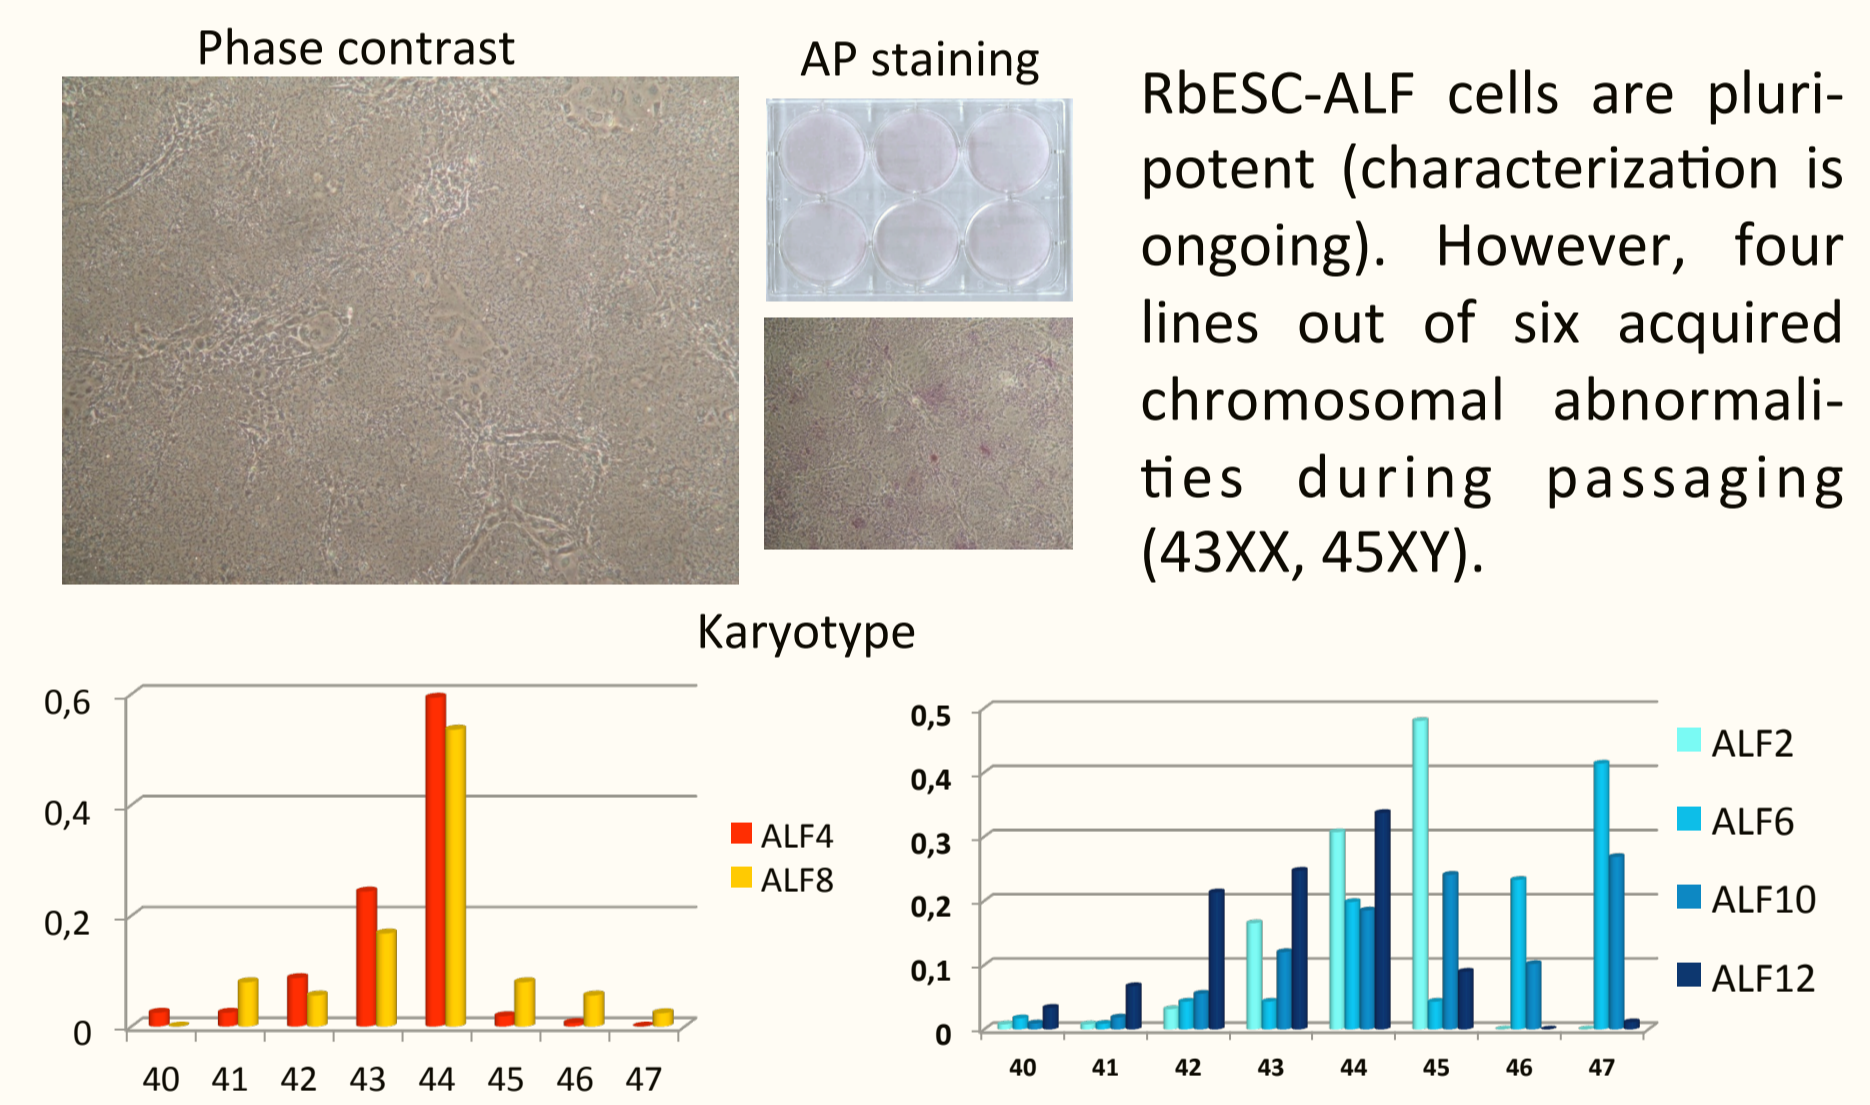 Phase contrast
AP staining
RbESC-ALF cells are pluri-
potent (characterization is
ongoing). However, four
lines out of six acquired
chromosomal abnormali-
ties during passaging
(43XX, 45XY).
Karyotype
0,6
0,4
0,2
0
40 41 42 43 44 45 46 47
ALF4
ALF8
0,5
0,4
0,3
0,2
0,1
0
40 41 42 43 44 45 46 47
ALF2
ALF6
ALF10
ALF12